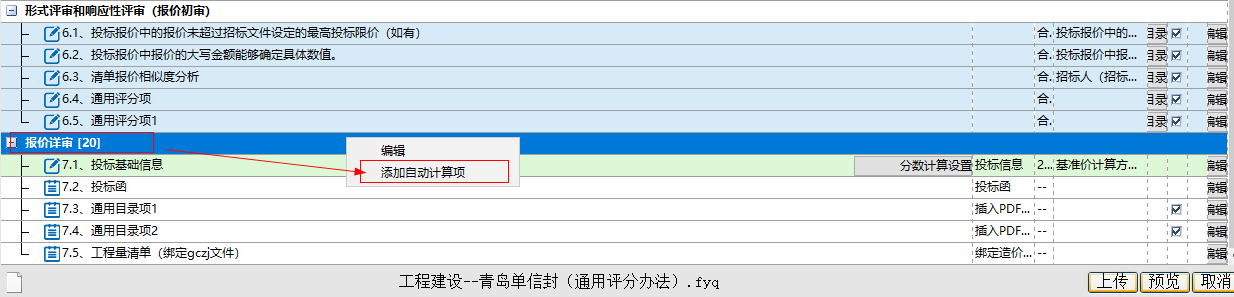 形式评审和响应性评审（报价初审）
6.1、投标报价中的报价未超过招标文件设定的最高投标限价（如有） 合. 投标报价中的... 目录 编辑
6.2、投标报价中报价的大写金额能够确定具体数值。 合. 投标报价中报... 目录 编辑
6.3、清单报价相似度分析 合. 招标人（招标... 目录 编辑
6.4、通用评分项 合. 目录 编辑
6.5、通用评分项1 合. 目录 编辑
报价详审 [20]
编辑
7.1、投标基础信息 分数计算设置 投标信息 2... 基准价计算方... 编辑
添加自动计算项
7.2、投标函 投标函 -- 编辑
7.3、通用目录项1 插入PDF... -- 编辑
7.4、通用目录项2 插入PDF... -- 编辑
7.5、工程量清单（绑定gczj文件） 绑定造价... -- 编辑
工程建设--青岛单信封（通用评分办法）.fyq 上传 预览 取消